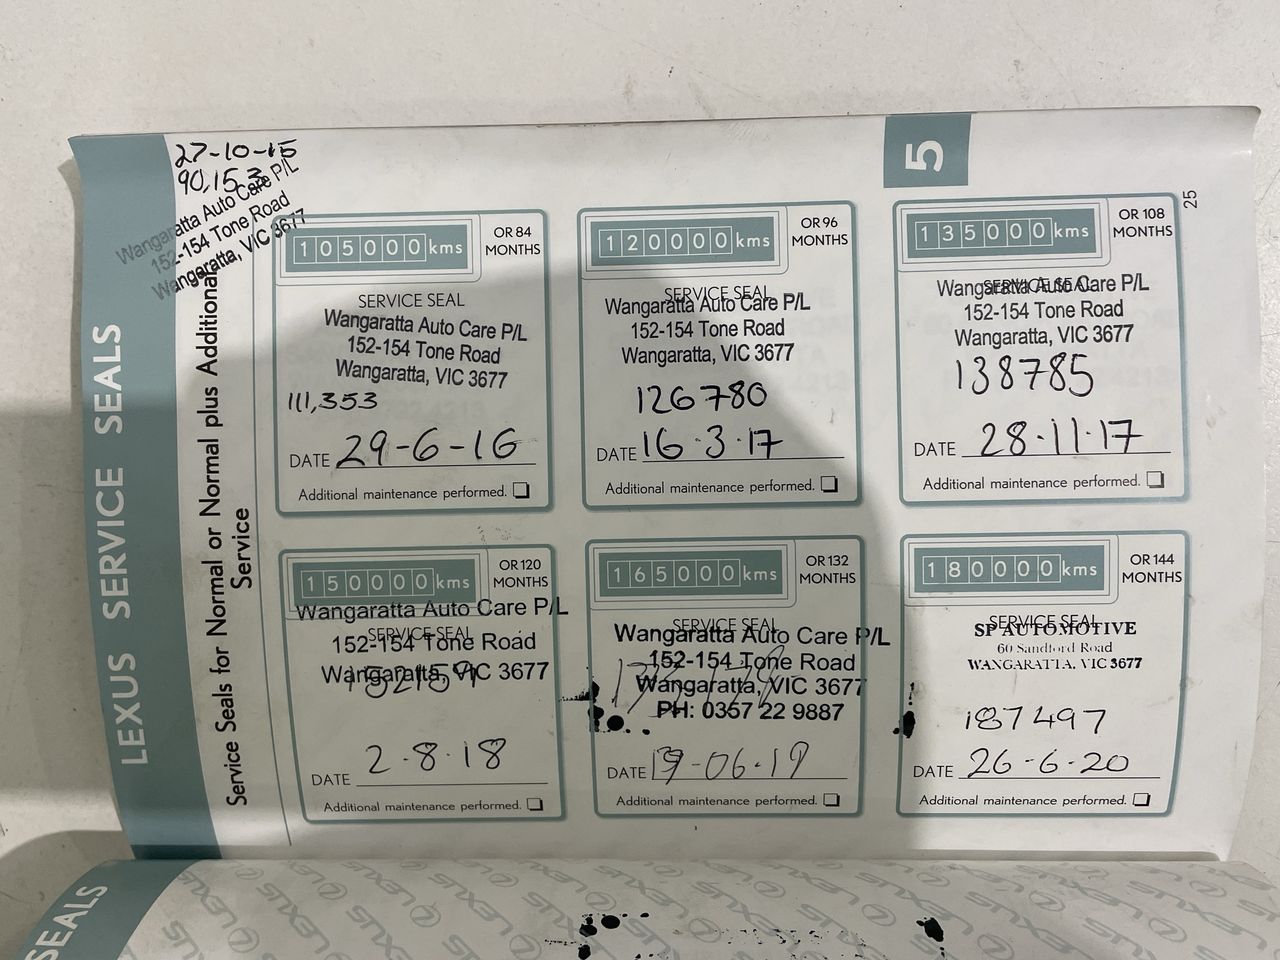 LEXUS SERVICE SEALS
Service Seals for Normal or Normal plus Additional
Service
27-10-15
90,153
Wangaratta Auto Care P/L
152-154 Tone Road
Wangaratta, VIC 3677
5
25
105000 kms
OR 84
MONTHS
SERVICE SEAL
Wangaratta Auto Care P/L
152-154 Tone Road
Wangaratta, VIC 3677
111,353
DATE 29-6-16
Additional maintenance performed.
120000 kms
OR 96
MONTHS
SERVICE SEAL
Wangaratta Auto Care P/L
152-154 Tone Road
Wangaratta, VIC 3677
126780
DATE 16.3.17
Additional maintenance performed.
135000 kms
OR 108
MONTHS
SERVICE SEAL
Wangaratta Auto Care P/L
152-154 Tone Road
Wangaratta, VIC 3677
138785
DATE 28.11.17
Additional maintenance performed.
150000 kms
OR 120
MONTHS
Wangaratta Auto Care P/L
SERVICE SEAL
152-154 Tone Road
Wangaratta, VIC 3677
152159
DATE 2.8.18
Additional maintenance performed.
165000 kms
OR 132
MONTHS
SERVICE SEAL
Wangaratta Auto Care P/L
152-154 Tone Road
Wangaratta, VIC 3677
PH: 0357 22 9887
DATE 19-06.19
Additional maintenance performed.
180000 kms
OR 144
MONTHS
SERVICE SEAL
SP AUTOMOTIVE
60 Sandford Road
WANGARATTA, VIC 3677
187497
DATE 26-6-20
Additional maintenance performed.
SEALS
LEXUS